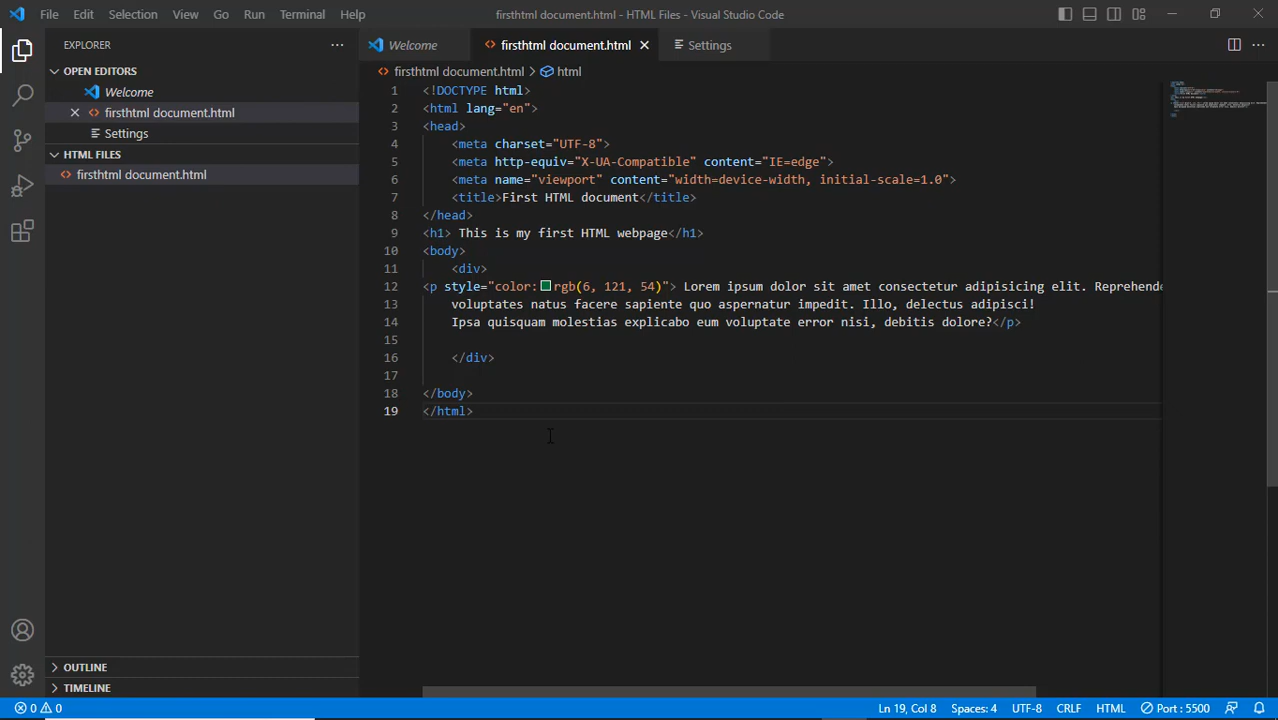 File Edit Selection View Go Run Terminal Help firsthtml document.html - HTML Files - Visual Studio Code
EXPLORER
OPEN EDITORS
Welcome
firsthtml document.html
Settings
HTML FILES
firsthtml document.html
OUTLINE
TIMELINE
Welcome firsthtml document.html Settings
firsthtml document.html > html
1 <!DOCTYPE html>
2 <html lang="en">
3 <head>
4 <meta charset="UTF-8">
5 <meta http-equiv="X-UA-Compatible" content="IE=edge">
6 <meta name="viewport" content="width=device-width, initial-scale=1.0">
7 <title>First HTML document</title>
8 </head>
9 <h1> This is my first HTML webpage</h1>
10 <body>
11 <div>
12 <p style="color:rgb(6, 121, 54)"> Lorem ipsum dolor sit amet consectetur adipisicing elit. Reprehende
13 voluptates natus facere sapiente quo aspernatur impedit. Illo, delectus adipisci!
14 Ipsa quisquam molestias explicabo eum voluptate error nisi, debitis dolore?</p>
15
16 </div>
17
18 </body>
19 </html>
0 0 Ln 19, Col 8 Spaces: 4 UTF-8 CRLF HTML Port : 5500